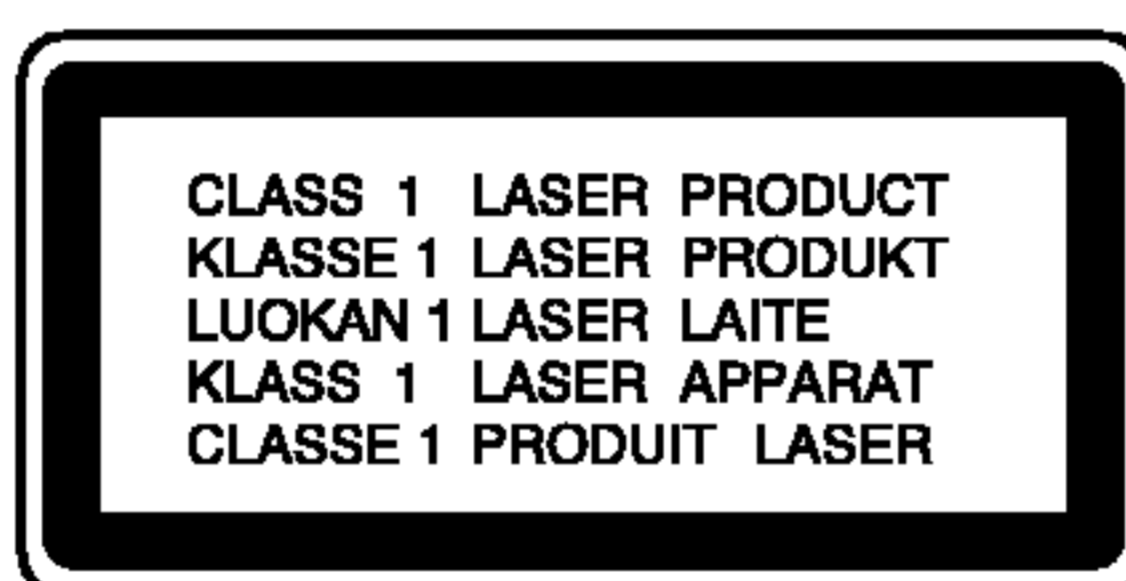 CLASS 1 LASER PRODUCT
KLASSE 1 LASER PRODUKT
LUOKAN 1 LASER LAITE
KLASS 1 LASER APPARAT
CLASSE 1 PRODUIT LASER